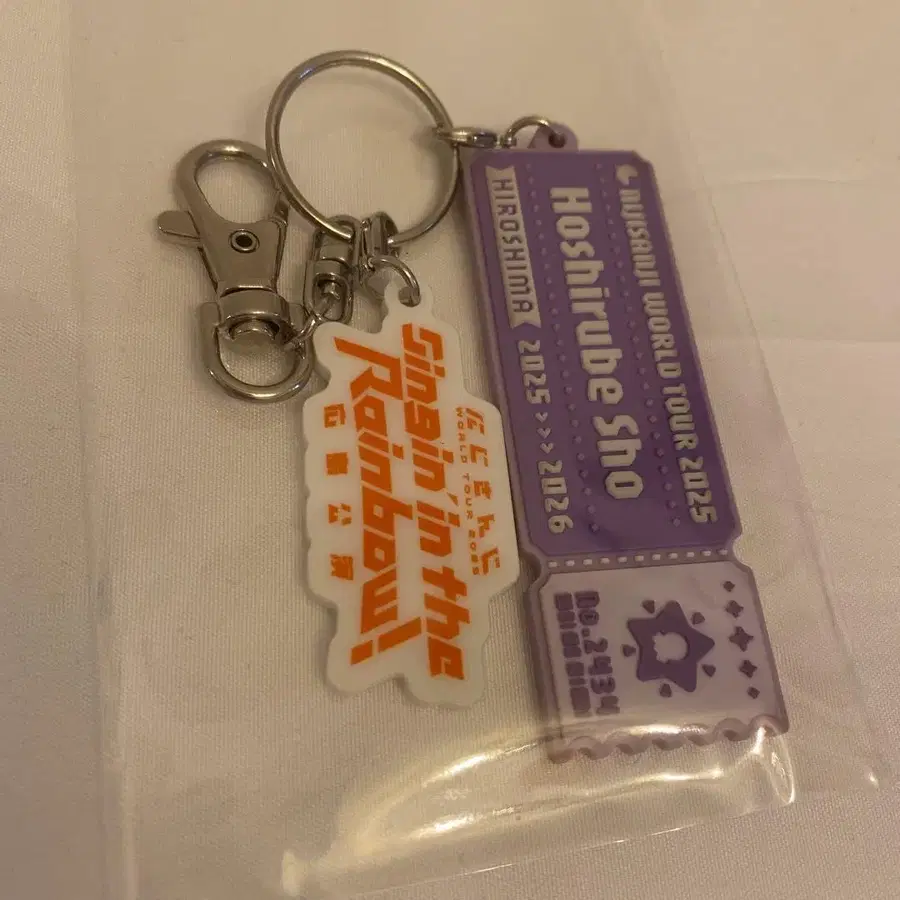 NIJISANJI WORLD TOUR 2025
Hoshirube Sho
HIROSHIMA 2025 >>> 2026
No.2434
にじさんじ
WORLD TOUR 2025
Singin' in the
Rainbow!
広島公演